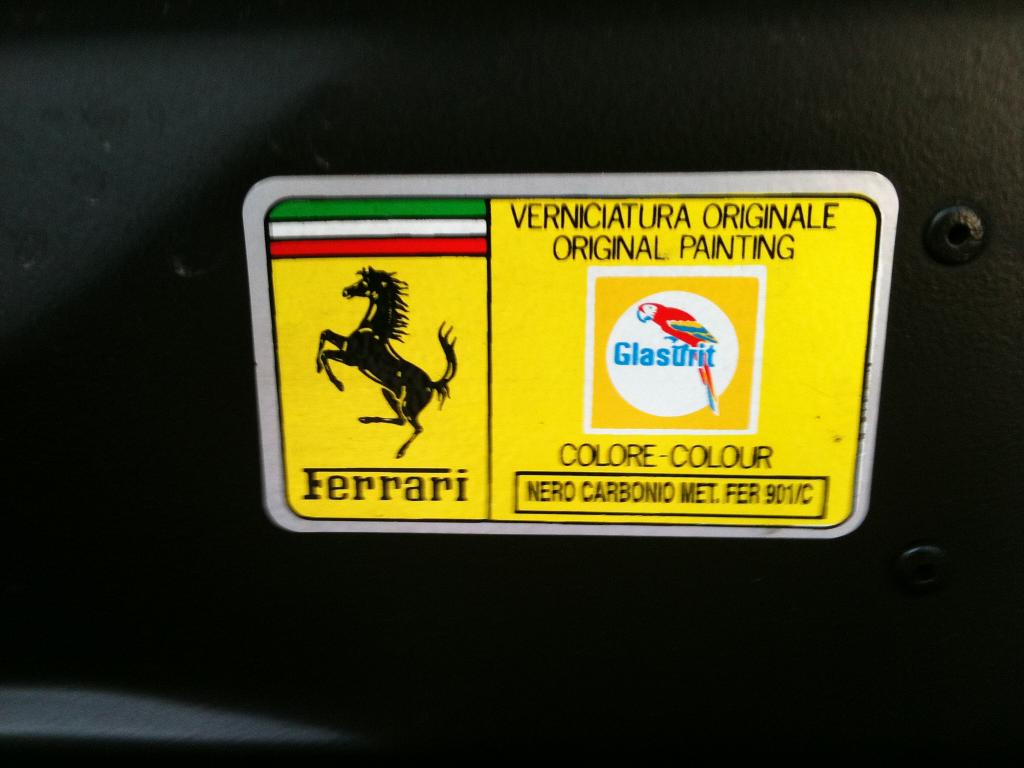 VERNICIATURA ORIGINALE
ORIGINAL PAINTING
Glasurit
COLORE-COLOUR
NERO CARBONIO MET. FER 901/C
Ferrari